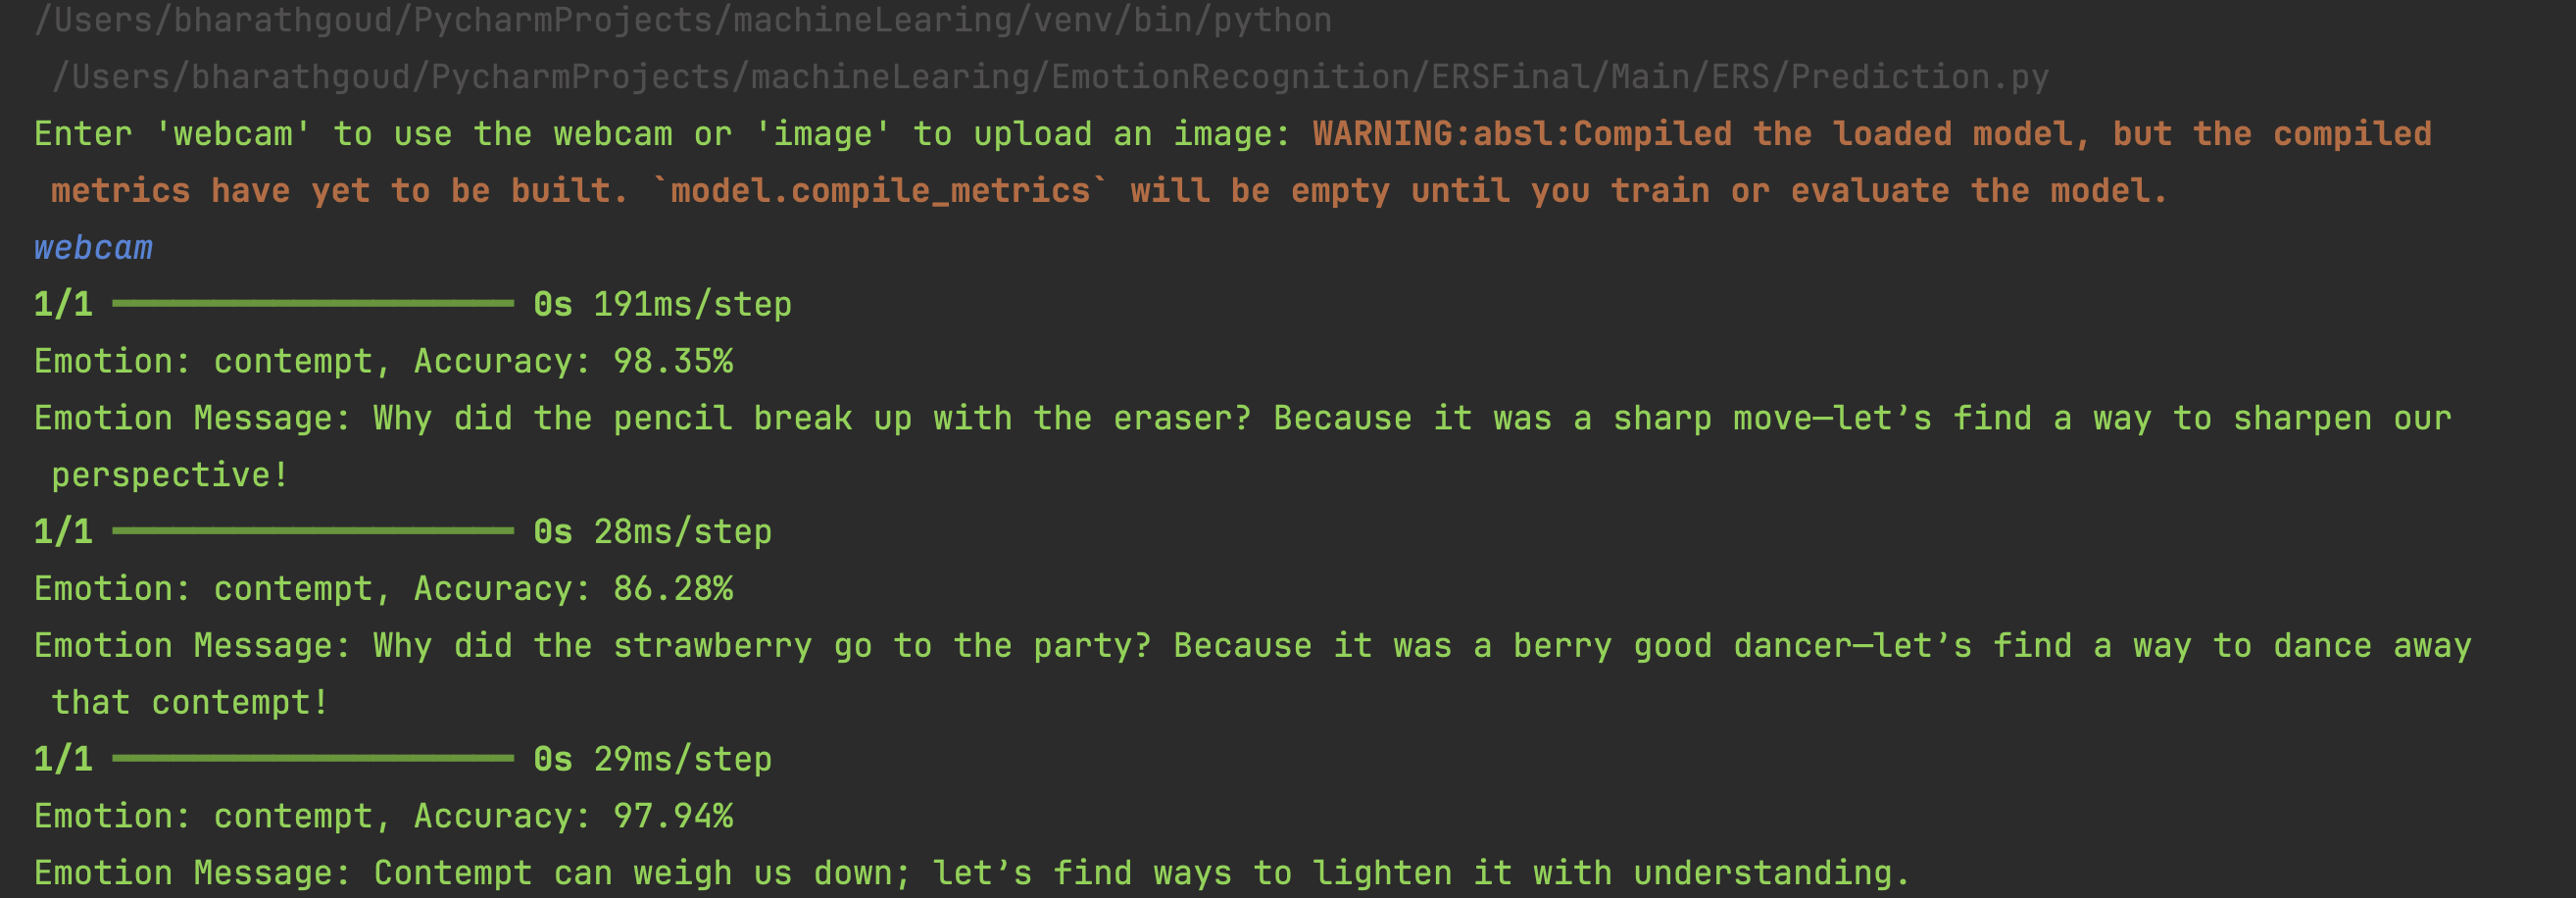 /Users/bharathgoud/PycharmProjects/machineLearing/venv/bin/python
/Users/bharathgoud/PycharmProjects/machineLearing/EmotionRecognition/ERSFinal/Main/ERS/Prediction.py
Enter 'webcam' to use the webcam or 'image' to upload an image: WARNING:absl:Compiled the loaded model, but the compiled
metrics have yet to be built. `model.compile_metrics` will be empty until you train or evaluate the model.
webcam
1/1 ━━━━━━━━━━━━━━━━━━━━ 0s 191ms/step
Emotion: contempt, Accuracy: 98.35%
Emotion Message: Why did the pencil break up with the eraser? Because it was a sharp move—let’s find a way to sharpen our
perspective!
1/1 ━━━━━━━━━━━━━━━━━━━━ 0s 28ms/step
Emotion: contempt, Accuracy: 86.28%
Emotion Message: Why did the strawberry go to the party? Because it was a berry good dancer—let’s find a way to dance away
that contempt!
1/1 ━━━━━━━━━━━━━━━━━━━━ 0s 29ms/step
Emotion: contempt, Accuracy: 97.94%
Emotion Message: Contempt can weigh us down; let’s find ways to lighten it with understanding.